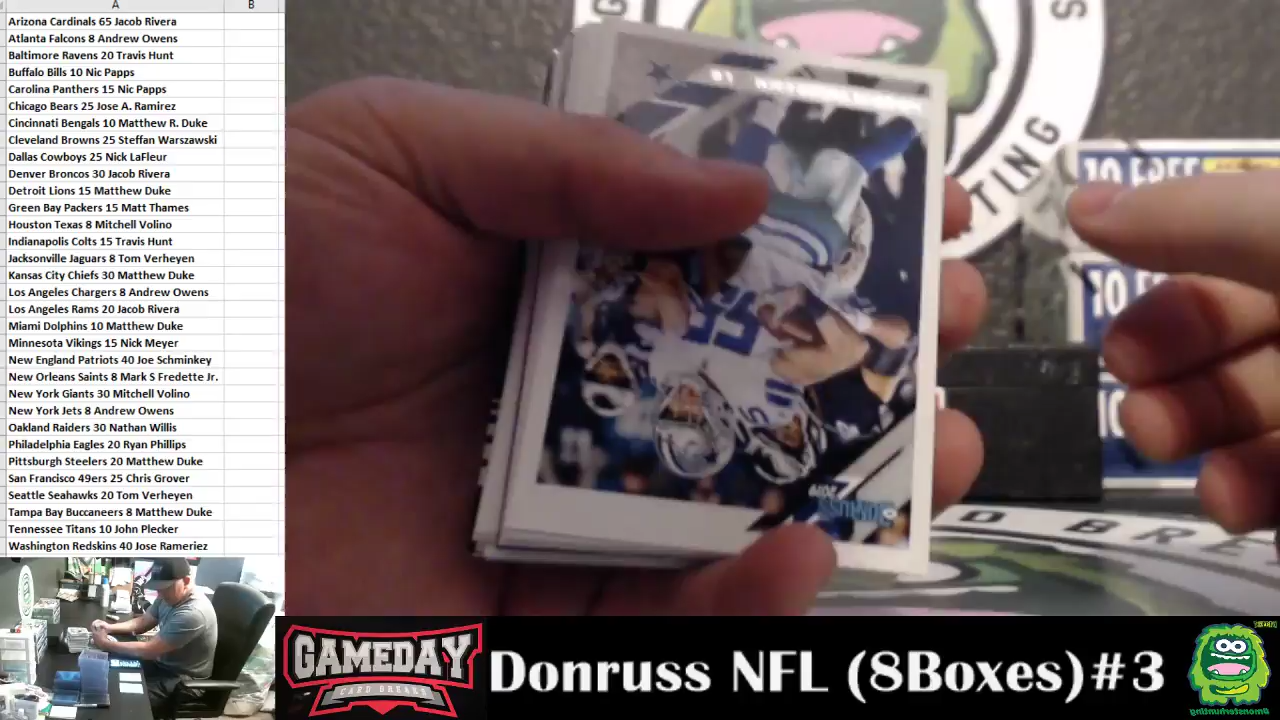 A B
Arizona Cardinals 65 Jacob Rivera
Atlanta Falcons 8 Andrew Owens
Baltimore Ravens 20 Travis Hunt
Buffalo Bills 10 Nic Papps
Carolina Panthers 15 Nic Papps
Chicago Bears 25 Jose A. Ramirez
Cincinnati Bengals 10 Matthew R. Duke
Cleveland Browns 25 Steffan Warszawski
Dallas Cowboys 25 Nick LaFleur
Denver Broncos 30 Jacob Rivera
Detroit Lions 15 Matthew Duke
Green Bay Packers 15 Matt Thames
Houston Texas 8 Mitchell Volino
Indianapolis Colts 15 Travis Hunt
Jacksonville Jaguars 8 Tom Verheyen
Kansas City Chiefs 30 Matthew Duke
Los Angeles Chargers 8 Andrew Owens
Los Angeles Rams 20 Jacob Rivera
Miami Dolphins 10 Matthew Duke
Minnesota Vikings 15 Nick Meyer
New England Patriots 40 Joe Schminkey
New Orleans Saints 8 Mark S Fredette Jr.
New York Giants 30 Mitchell Volino
New York Jets 8 Andrew Owens
Oakland Raiders 30 Nathan Willis
Philadelphia Eagles 20 Ryan Phillips
Pittsburgh Steelers 20 Matthew Duke
San Francisco 49ers 25 Chris Grover
Seattle Seahawks 20 Tom Verheyen
Tampa Bay Buccaneers 8 Matthew Duke
Tennessee Titans 10 John Plecker
Washington Redskins 40 Jose Rameriez
2019
DONRUSS
55
10 FREE
TING
D BRE
GAMEDAY
CARD BREAKS
Donruss NFL (8Boxes)#3
#monsterhunting